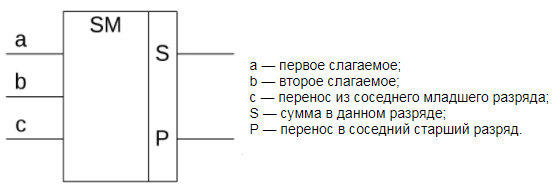 SM
a
b
c
S
P
a — первое слагаемое;
b — второе слагаемое;
c — перенос из соседнего младшего разряда;
S — сумма в данном разряде;
P — перенос в соседний старший разряд.